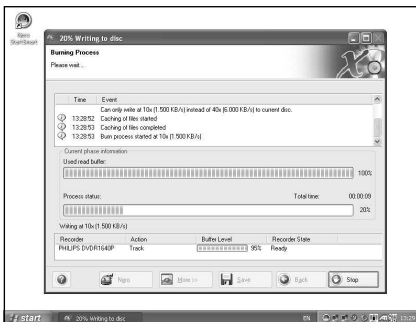 Nero
StartSmart
20% Writing to disc
Burning Process
Please wait...
Time Event
Can only write at 10x (1.500 KB/s) instead of 40x (6.000 KB/s) to current disc.
13:28:52 Caching of files started
13:28:53 Caching of files completed
13:28:53 Burn process started at 10x (1.500 KB/s)
Current phase information
Used read buffer:
100%
Process status: Total time: 00:00:09
20%
Writing at 10x (1.500 KB/s)
Recorder Action Buffer Level Recorder State
PHILIPS DVDR1640P Track 95% Ready
Nero More >> Save Back Stop
start 20% Writing to disc EN 13:29